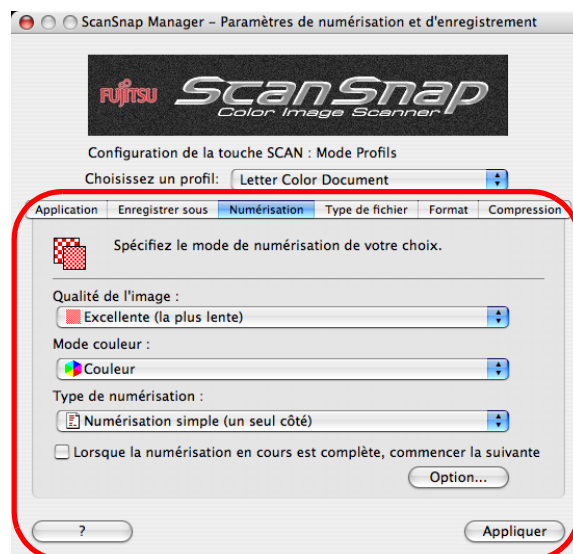 ScanSnap Manager – Paramètres de numérisation et d'enregistrement
FUJITSU ScanSnap
Color Image Scanner
Configuration de la touche SCAN : Mode Profils
Choisissez un profil: Letter Color Document
Application Enregistrer sous Numérisation Type de fichier Format Compression
Spécifiez le mode de numérisation de votre choix.
Qualité de l'image :
Excellente (la plus lente)
Mode couleur :
Couleur
Type de numérisation :
Numérisation simple (un seul côté)
Lorsque la numérisation en cours est complète, commencer la suivante
Option...
? Appliquer